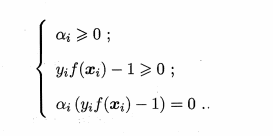 αᵢ ⩾ 0 ;
yᵢf(𝒙ᵢ) − 1 ⩾ 0 ;
αᵢ (yᵢf(𝒙ᵢ) − 1) = 0 ..